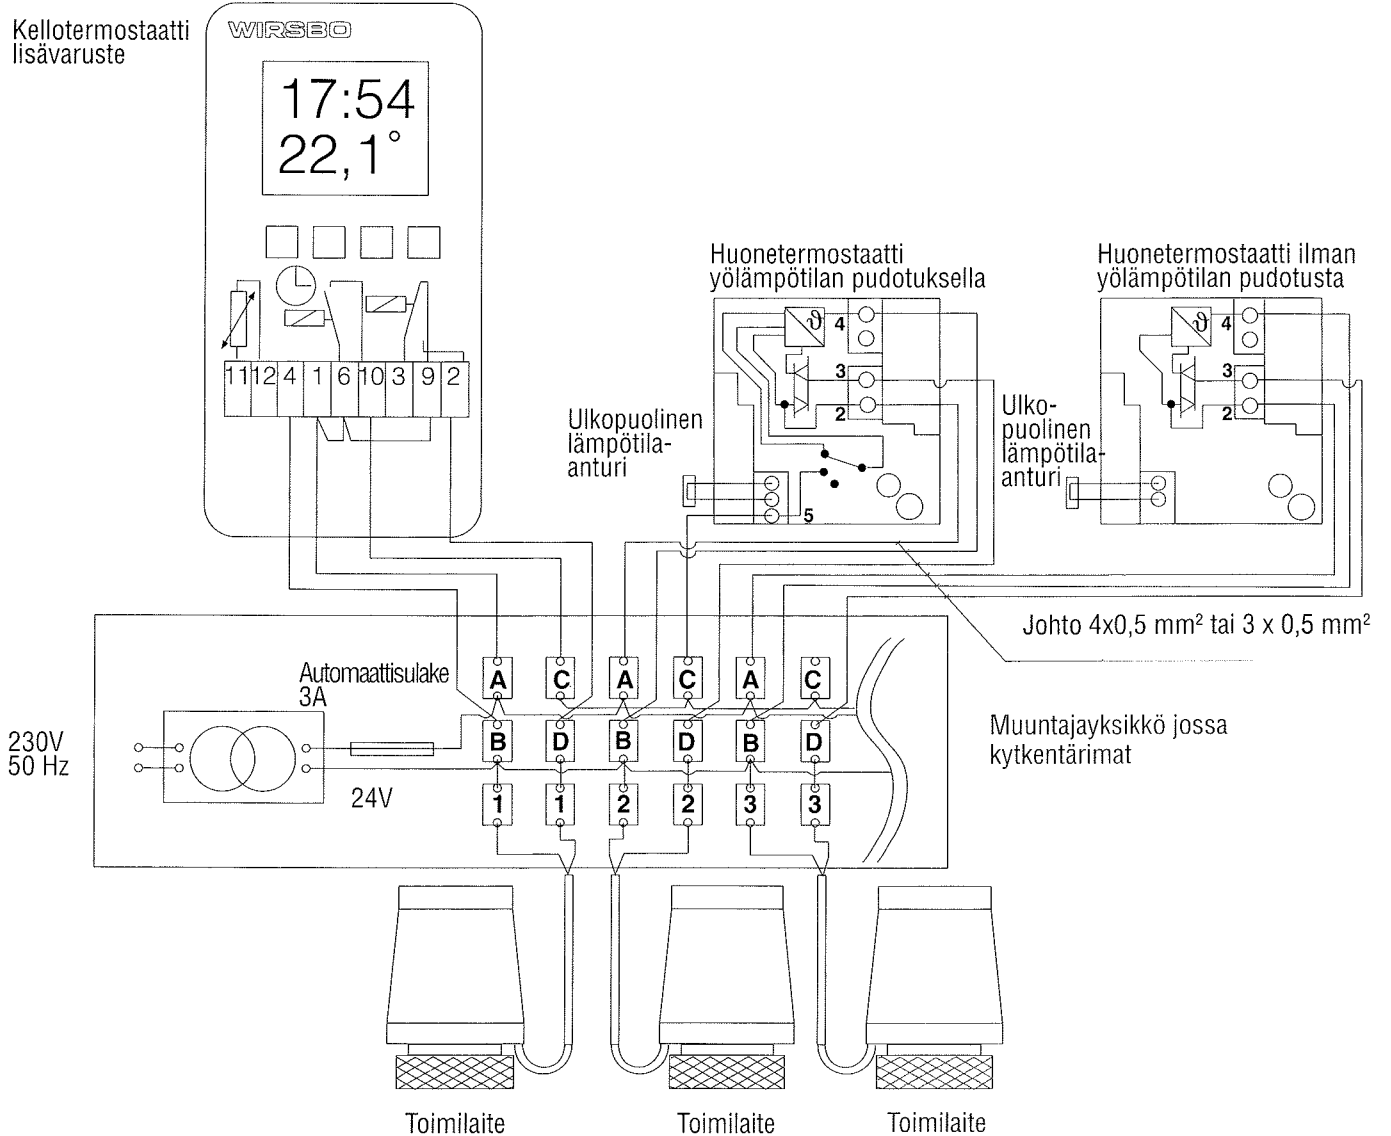 Kellotermostaatti
lisävaruste
WIRSBO
17:54
22,1°
11 12 4 1 6 10 3 9 2
Huonetermostaatti
yölämpötilan pudotuksella
ϑ
4
3
2
5
Ulkopuolinen
lämpötila-
anturi
Huonetermostaatti ilman
yölämpötilan pudotusta
ϑ
4
3
2
Ulko-
puolinen
lämpötila-
anturi
Johto 4x0,5 mm² tai 3 x 0,5 mm²
Automaattisulake
3A
A C A C A C
B D B D B D
1 1 2 2 3 3
230V
50 Hz
24V
Muuntajayksikkö jossa
kytkentärimat
Toimilaite
Toimilaite
Toimilaite